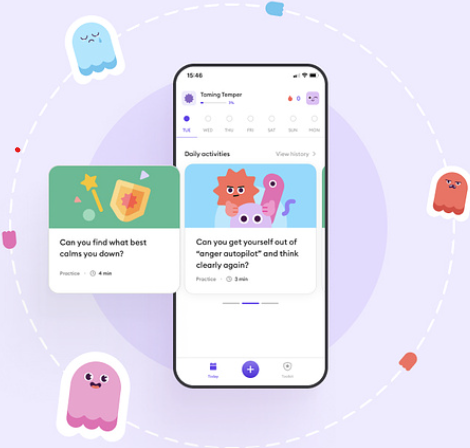 15:46
Taming Temper
1%
0
TUE WED THU FRI SAT SUN MON
Daily activities
View history
Can you find what best
calms you down?
Practice · 4 min
Can you get yourself out of
“anger autopilot” and think
clearly again?
Practice · 3 min
Today
Toolkit